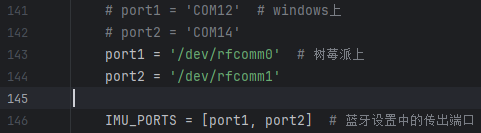 141 # port1 = 'COM12'  # windows上
142 # port2 = 'COM14'
143 port1 = '/dev/rfcomm0'  # 树莓派上
144 port2 = '/dev/rfcomm1'
145
146 IMU_PORTS = [port1, port2]  # 蓝牙设置中的传出端口